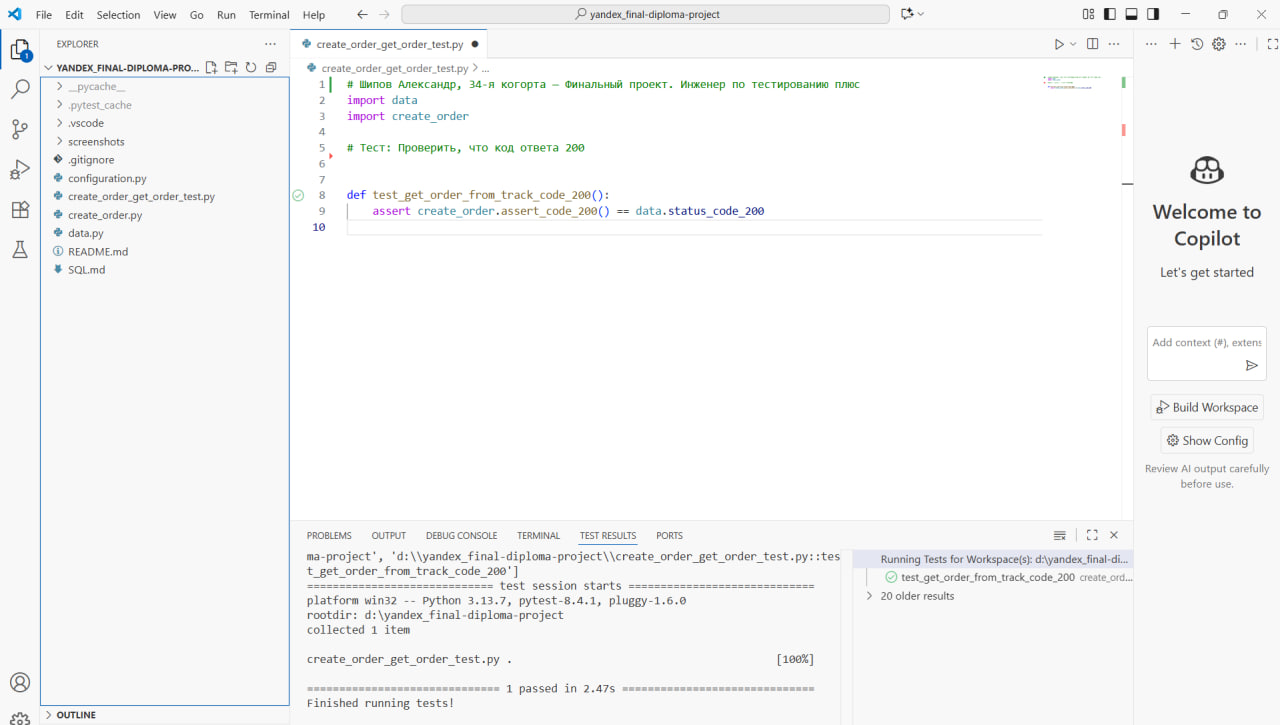 File Edit Selection View Go Run Terminal Help
yandex_final-diploma-project
EXPLORER
1
YANDEX_FINAL-DIPLOMA-PRO...
__pycache__
.pytest_cache
.vscode
screenshots
.gitignore
configuration.py
create_order_get_order_test.py
create_order.py
data.py
README.md
SQL.md
OUTLINE
create_order_get_order_test.py
create_order_get_order_test.py > ...
1 # Шипов Александр, 34-я когорта — Финальный проект. Инженер по тестированию плюс
2 import data
3 import create_order
4
5 # Тест: Проверить, что код ответа 200
6
7
8 def test_get_order_from_track_code_200():
9 assert create_order.assert_code_200() == data.status_code_200
10
PROBLEMS OUTPUT DEBUG CONSOLE TERMINAL TEST RESULTS PORTS
ma-project', 'd:\\yandex_final-diploma-project\\create_order_get_order_test.py::tes
t_get_order_from_track_code_200']
============================= test session starts =============================
platform win32 -- Python 3.13.7, pytest-8.4.1, pluggy-1.6.0
rootdir: d:\yandex_final-diploma-project
collected 1 item
create_order_get_order_test.py . [100%]
============================== 1 passed in 2.47s ==============================
Finished running tests!
Running Tests for Workspace(s): d:\yandex_final-di...
test_get_order_from_track_code_200 create_ord...
20 older results
Welcome to
Copilot
Let's get started
Add context (#), extens
Build Workspace
Show Config
Review AI output carefully
before use.